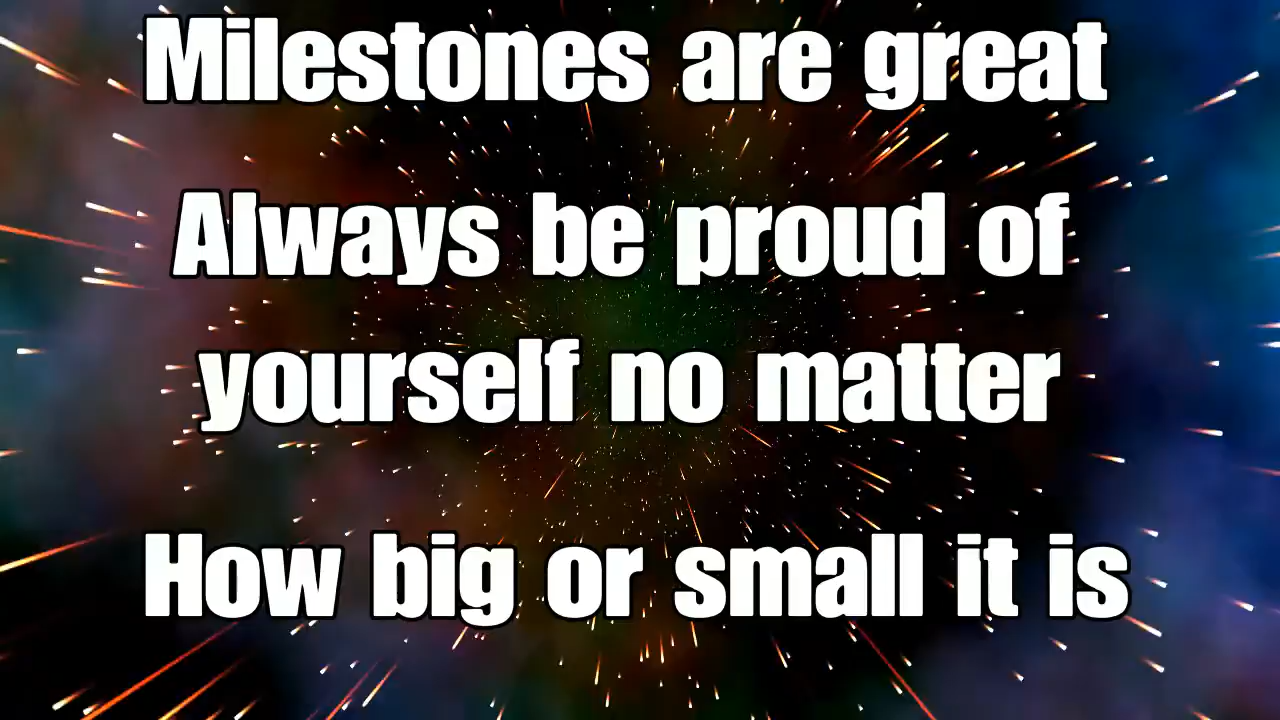 Milestones are great
Always be proud of
yourself no matter
How big or small it is